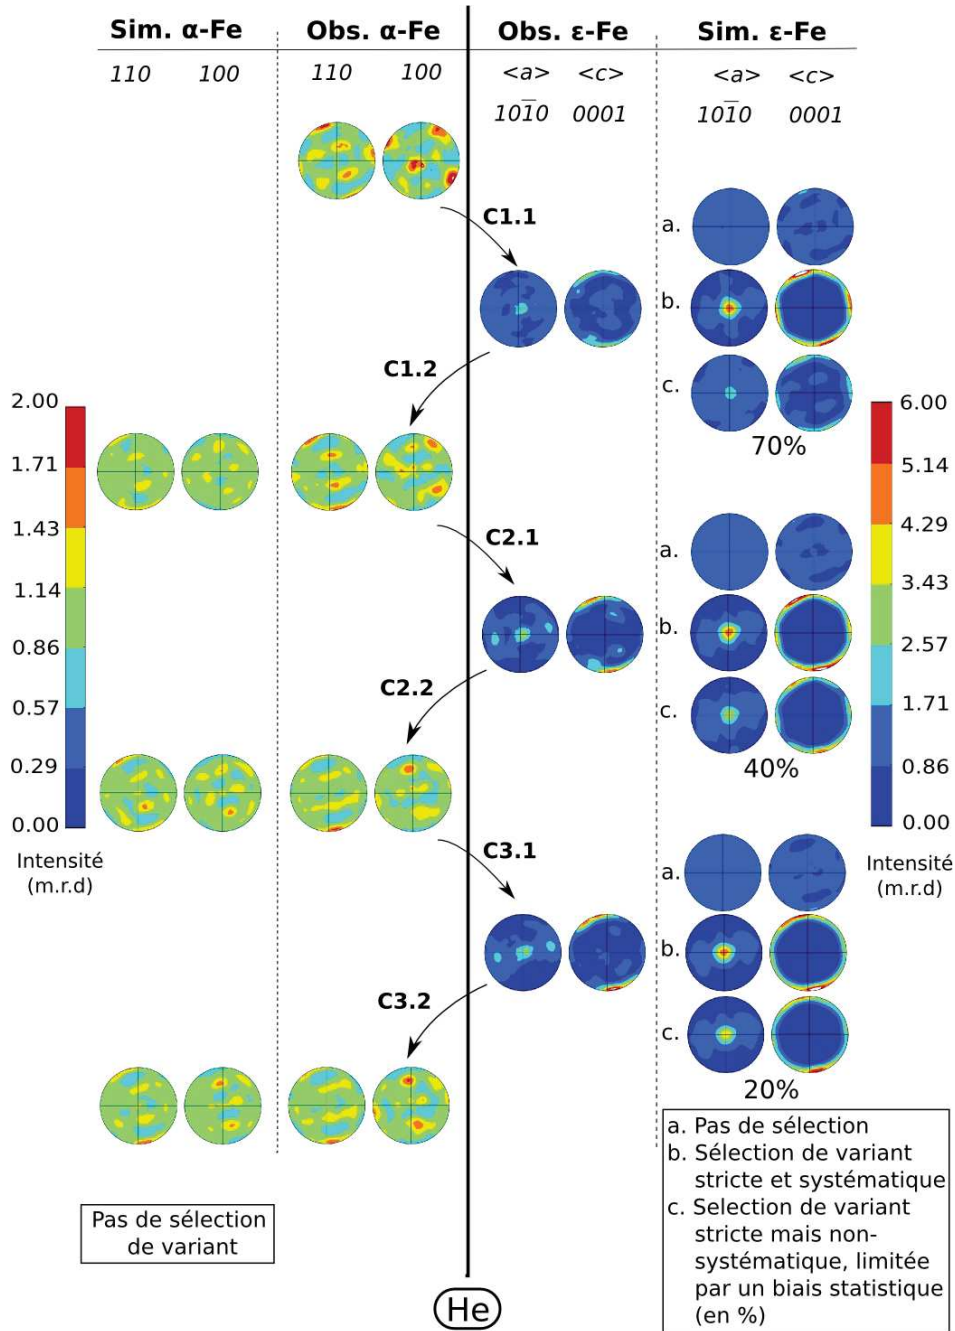 Sim. α-Fe Obs. α-Fe Obs. ε-Fe Sim. ε-Fe
110 100 110 100 <a> <c> <a> <c>
101̅0 0001 101̅0 0001
C1.1
a.
b.
C1.2
c.
70%
2.00
1.71
1.43
1.14
0.86
0.57
0.29
0.00
Intensité
(m.r.d)
6.00
5.14
4.29
3.43
2.57
1.71
0.86
0.00
Intensité
(m.r.d)
C2.1
a.
b.
C2.2
c.
40%
C3.1
a.
b.
C3.2
c.
20%
a. Pas de sélection
b. Sélection de variant
stricte et systématique
c. Selection de variant
stricte mais non-
systématique, limitée
par un biais statistique
(en %)
Pas de sélection
de variant
He